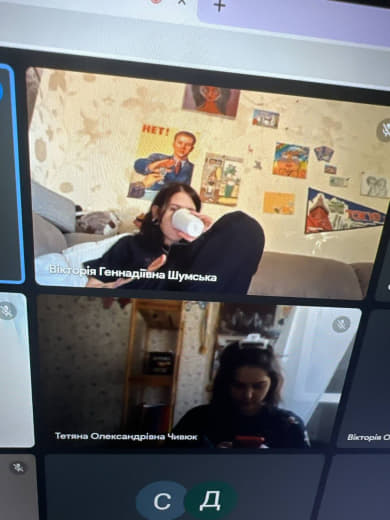 НЕТ!
Вікторія Геннадіївна Шумська
Тетяна Олександрівна Чивюк
Вікторія О
С Д